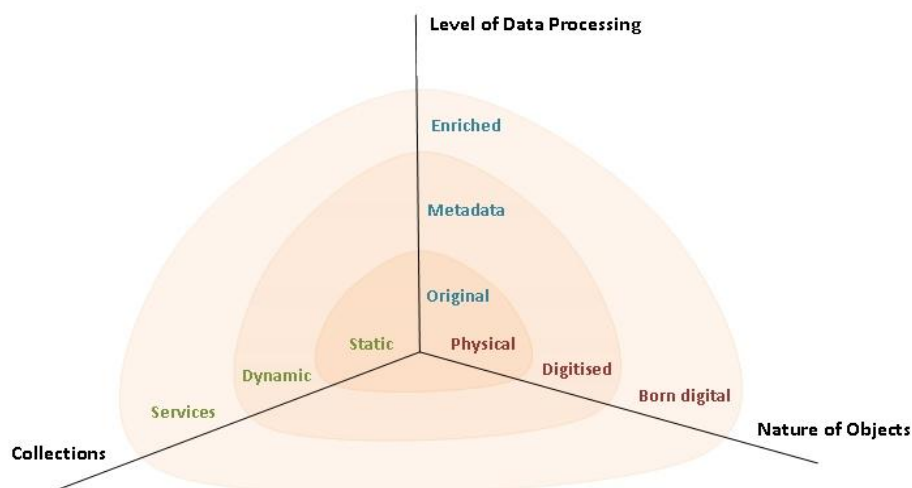 Level of Data Processing
Enriched
Metadata
Original
Static
Physical
Dynamic
Digitised
Services
Born digital
Nature of Objects
Collections